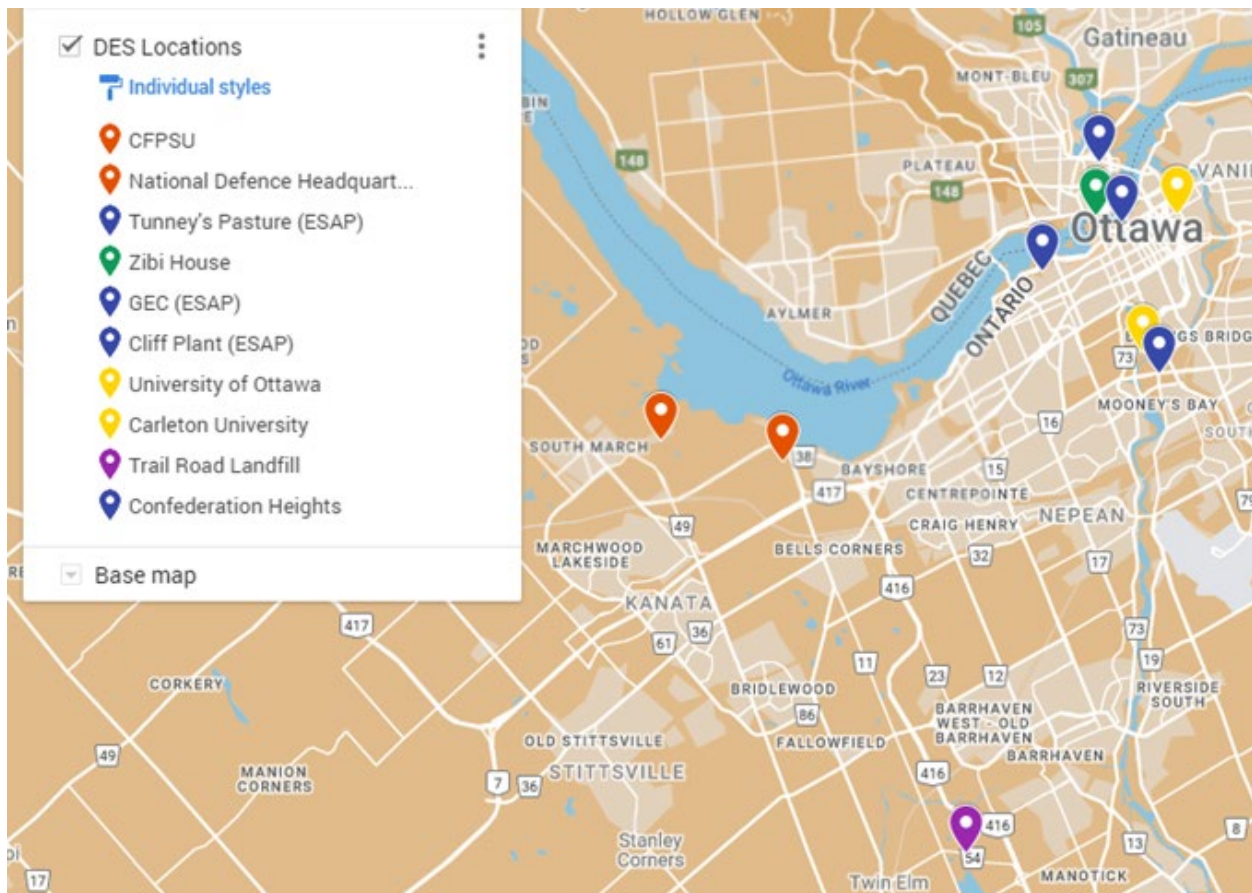 DES Locations
Individual styles
CFPSU
National Defence Headquart...
Tunney's Pasture (ESAP)
Zibi House
GEC (ESAP)
Cliff Plant (ESAP)
University of Ottawa
Carleton University
Trail Road Landfill
Confederation Heights
Base map
HOLLOW GLEN
105
Gatineau
MONT-BLEU
307
148
PLATEAU
148
VANI
Ottawa
QUEBEC
ONTARIO
AYLMER
Ottawa River
GS BRIDG
73
MOONEY'S BAY
SOUTH MARCH
38
16
SOUTH
BAYSHORE
15
417
CENTREPOINTE
79
49
CRAIG HENRY
NEPEAN
MARCHWOOD
LAKESIDE
BELLS CORNERS
32
17
416
KANATA
417
61
36
73
11
19
CORKERY
23
12
BRIDLEWOOD
RIVERSIDE
SOUTH
86
BARRHAVEN
WEST - OLD
BARRHAVEN
OLD STITTSVILLE
FALLOWFIELD
BARRHAVEN
49
MANION
CORNERS
STITTSVILLE
416
7
36
416
8
Stanley
Corners
54
13
17
Twin Elm
MANOTICK